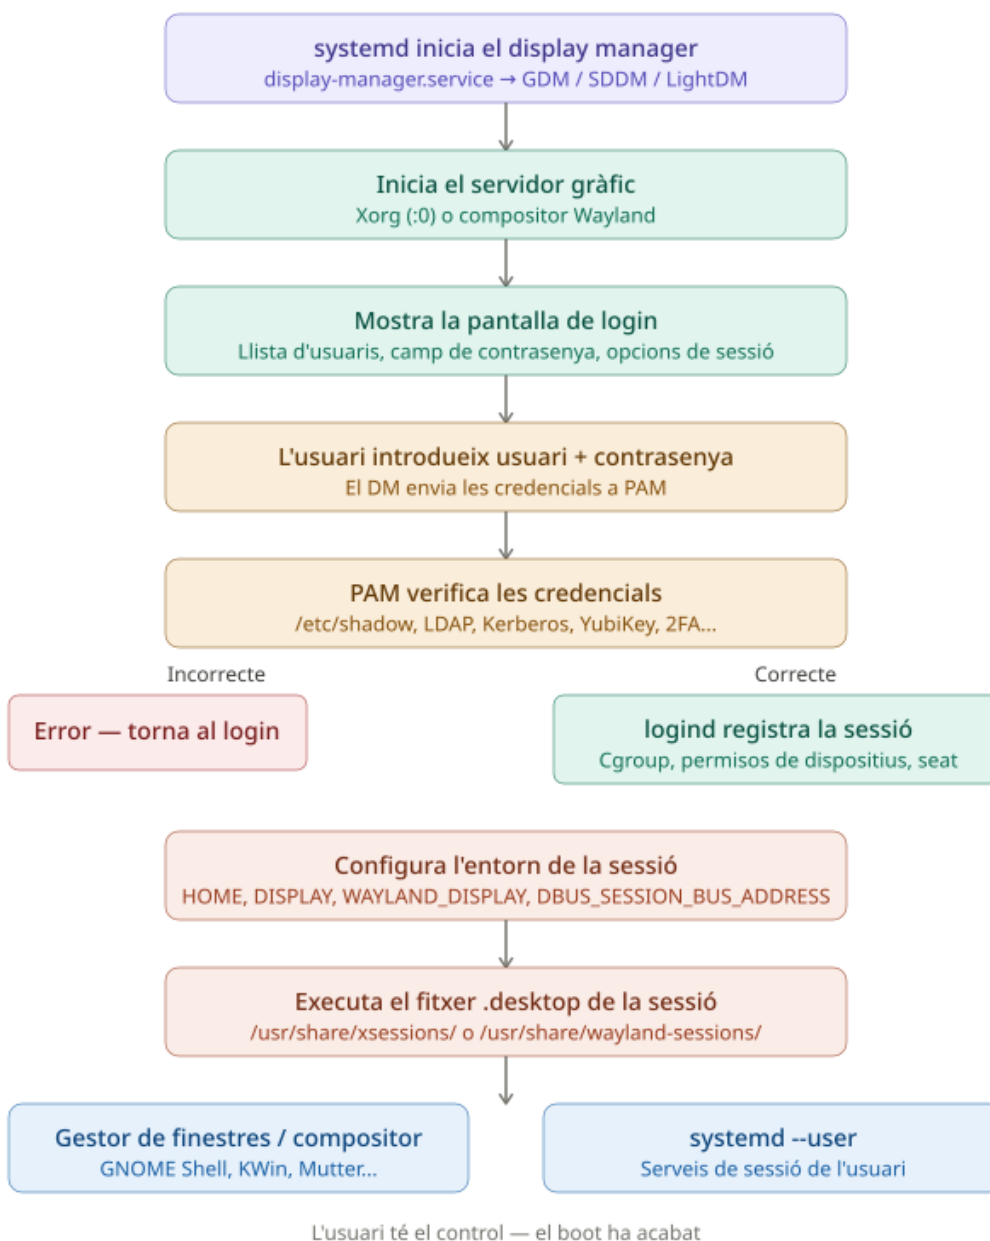 systemd inicia el display manager
display-manager.service → GDM / SDDM / LightDM
Inicia el servidor gràfic
Xorg (:0) o compositor Wayland
Mostra la pantalla de login
Llista d'usuaris, camp de contrasenya, opcions de sessió
L'usuari introdueix usuari + contrasenya
El DM envia les credencials a PAM
PAM verifica les credencials
/etc/shadow, LDAP, Kerberos, YubiKey, 2FA...
Incorrecte
Correcte
Error — torna al login
logind registra la sessió
Cgroup, permisos de dispositius, seat
Configura l'entorn de la sessió
HOME, DISPLAY, WAYLAND_DISPLAY, DBUS_SESSION_BUS_ADDRESS
Executa el fitxer .desktop de la sessió
/usr/share/xsessions/ o /usr/share/wayland-sessions/
Gestor de finestres / compositor
GNOME Shell, KWin, Mutter...
systemd --user
Serveis de sessió de l'usuari
L'usuari té el control — el boot ha acabat